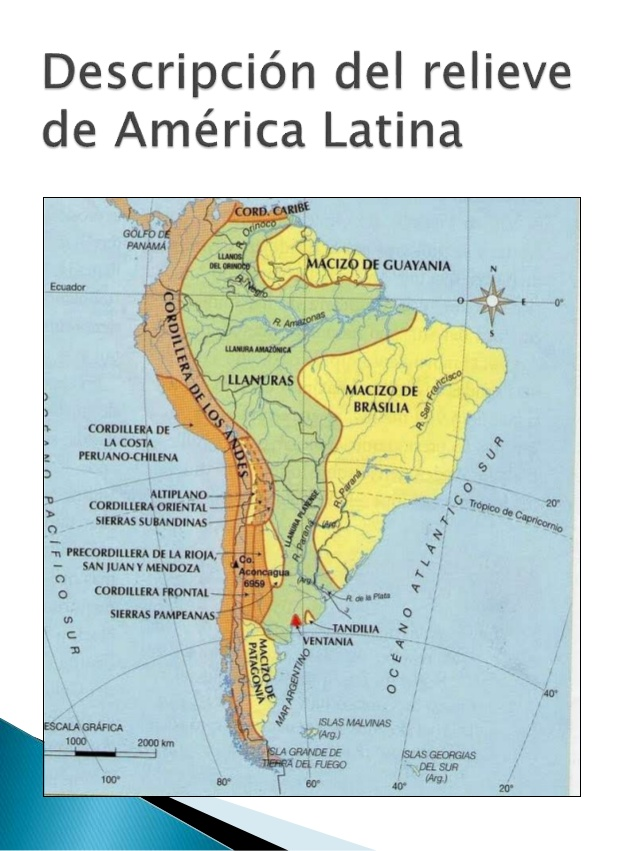 Descripción del relieve
de América Latina
CORD. CARIBE
GOLFO DE
PANAMÁ
R. Orinoco
LLANOS
DEL ORINOCO
MACIZO DE GUAYANIA
R. Negro
N
O
E
S
Ecuador
0°
R. Amazonas
CORDILLERA DE LOS ANDES
LLANURA AMAZÓNICA
LLANURAS
MACIZO DE
BRASILIA
R. San Francisco
CORDILLERA DE
LA COSTA
PERUANO-CHILENA
OCÉANO PACÍFICO SUR
OCÉANO ATLÁNTICO SUR
ALTIPLANO
CORDILLERA ORIENTAL
SIERRAS SUBANDINAS
LLANURA PLATENSE
R. Paraná
R. Paraná
(Arg.)
20°
Trópico de Capricornio
PRECORDILLERA DE LA RIOJA,
SAN JUAN Y MENDOZA
Co.
Aconcagua
6959
(Arg.)
CORDILLERA FRONTAL
R. de la Plata
SIERRAS PAMPEANAS
TANDILIA
VENTANIA
MACIZO DE
PATAGONIA
MAR ARGENTINO
40°
ISLAS MALVINAS
(Arg.)
ESCALA GRÁFICA
1000
2000 km
ISLA GRANDE DE
TIERRA DEL FUEGO
ISLAS GEORGIAS
DEL SUR
(Arg.)
100°
80°
60°
40°
20°